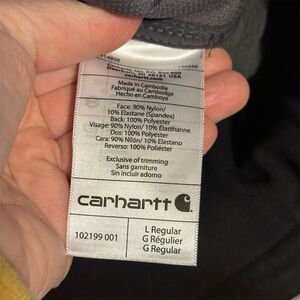 carhartt.com
Made in Cambodia
Fabriqué au Cambodge
Hecho en Camboya
Face: 90% Nylon/
10% Elastane (Spandex)
Back: 100% Polyester
Visage: 90% Nylon/
10% Élasthanne
Dos: 100% Polyester
Cara: 90% Nilón/
10% Elastano
Reverso: 100% Poliéster
Exclusive of trimming
Sans garniture
Sin incluir adorno
carhartt
102199 001
L Regular
G Régulier
G Regular